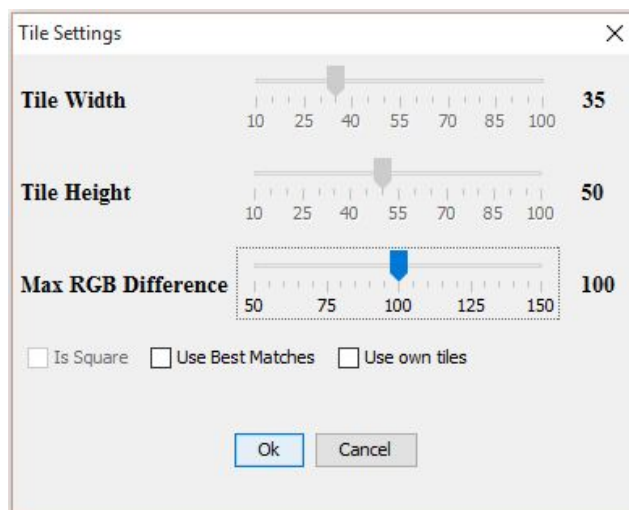 Tile Settings
Tile Width 35
10 25 40 55 70 85 100
Tile Height 50
10 25 40 55 70 85 100
Max RGB Difference 100
50 75 100 125 150
Is Square Use Best Matches Use own tiles
Ok Cancel